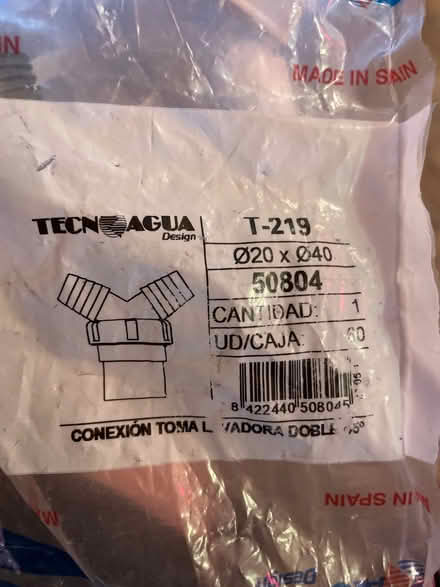 MADE IN SPAIN
TECNOAGUA
Design
T-219
Ø20 x Ø40
50804
CANTIDAD: 1
UD/CAJA: 60
8 422440 508045
CONEXIÓN TOMA LAVADORA DOBLE
MADE IN SPAIN
Design